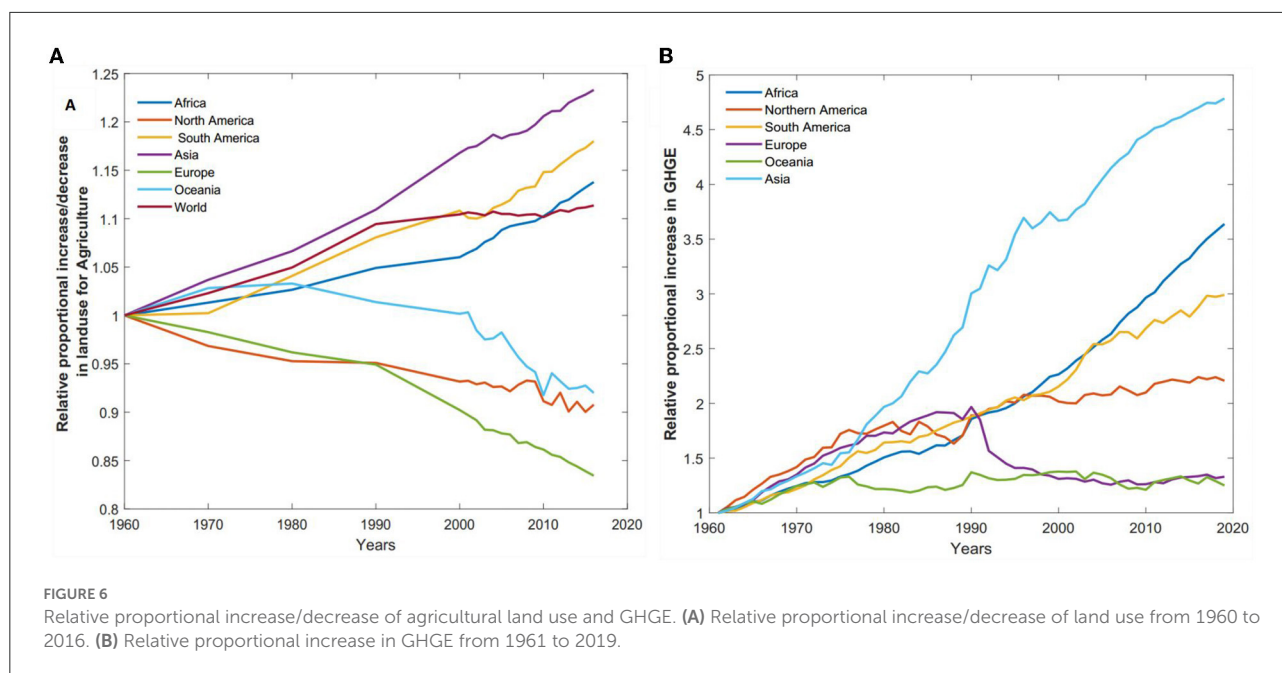 A
Relative proportional increase/decrease
in landuse for Agriculture
1.25
1.2
1.15
1.1
1.05
1
0.95
0.9
0.85
0.8
A
Africa
North America
South America
Asia
Europe
Oceania
World
1960
1970
1980
1990
2000
2010
2020
Years
B
Relative proportional increase in GHGE
5
4.5
4
3.5
3
2.5
2
1.5
1
Africa
Northern America
South America
Europe
Oceania
Asia
1960
1970
1980
1990
2000
2010
2020
Years
FIGURE 6
Relative proportional increase/decrease of agricultural land use and GHGE. (A) Relative proportional increase/decrease of land use from 1960 to
2016. (B) Relative proportional increase in GHGE from 1961 to 2019.